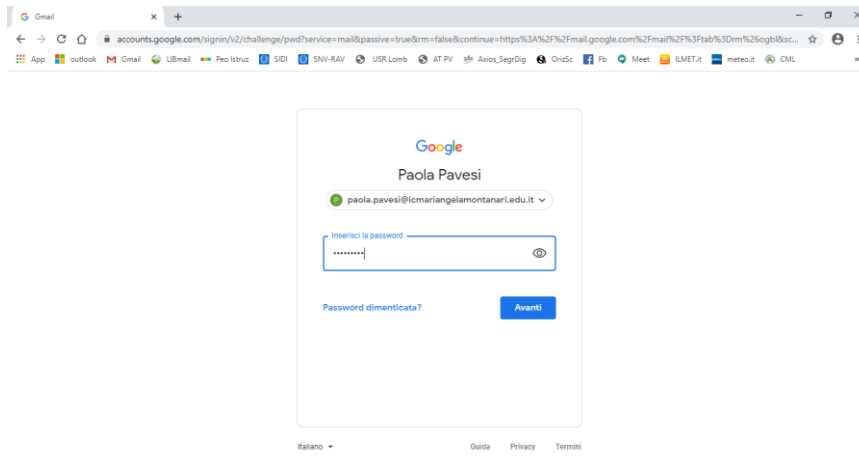 Gmail
accounts.google.com/signin/v2/challenge/pwd?service=mail&passive=true&rm=false&continue=https%3A%2F%2Fmail.google.com%2Fmail%2F%3Ftab%3Drm%26ogbl&sc...
App outlook Gmail LIBmail Peo Istruz SIDI SNV-RAV USR Lomb AT PV Axios_SegrDig OrizSc Fb Meet ILMET.it meteo.it CML
Google
Paola Pavesi
P paola.pavesi@icmariangelamontanari.edu.it
Inserisci la password
•••••••••
Password dimenticata? Avanti
Italiano Guida Privacy Termini